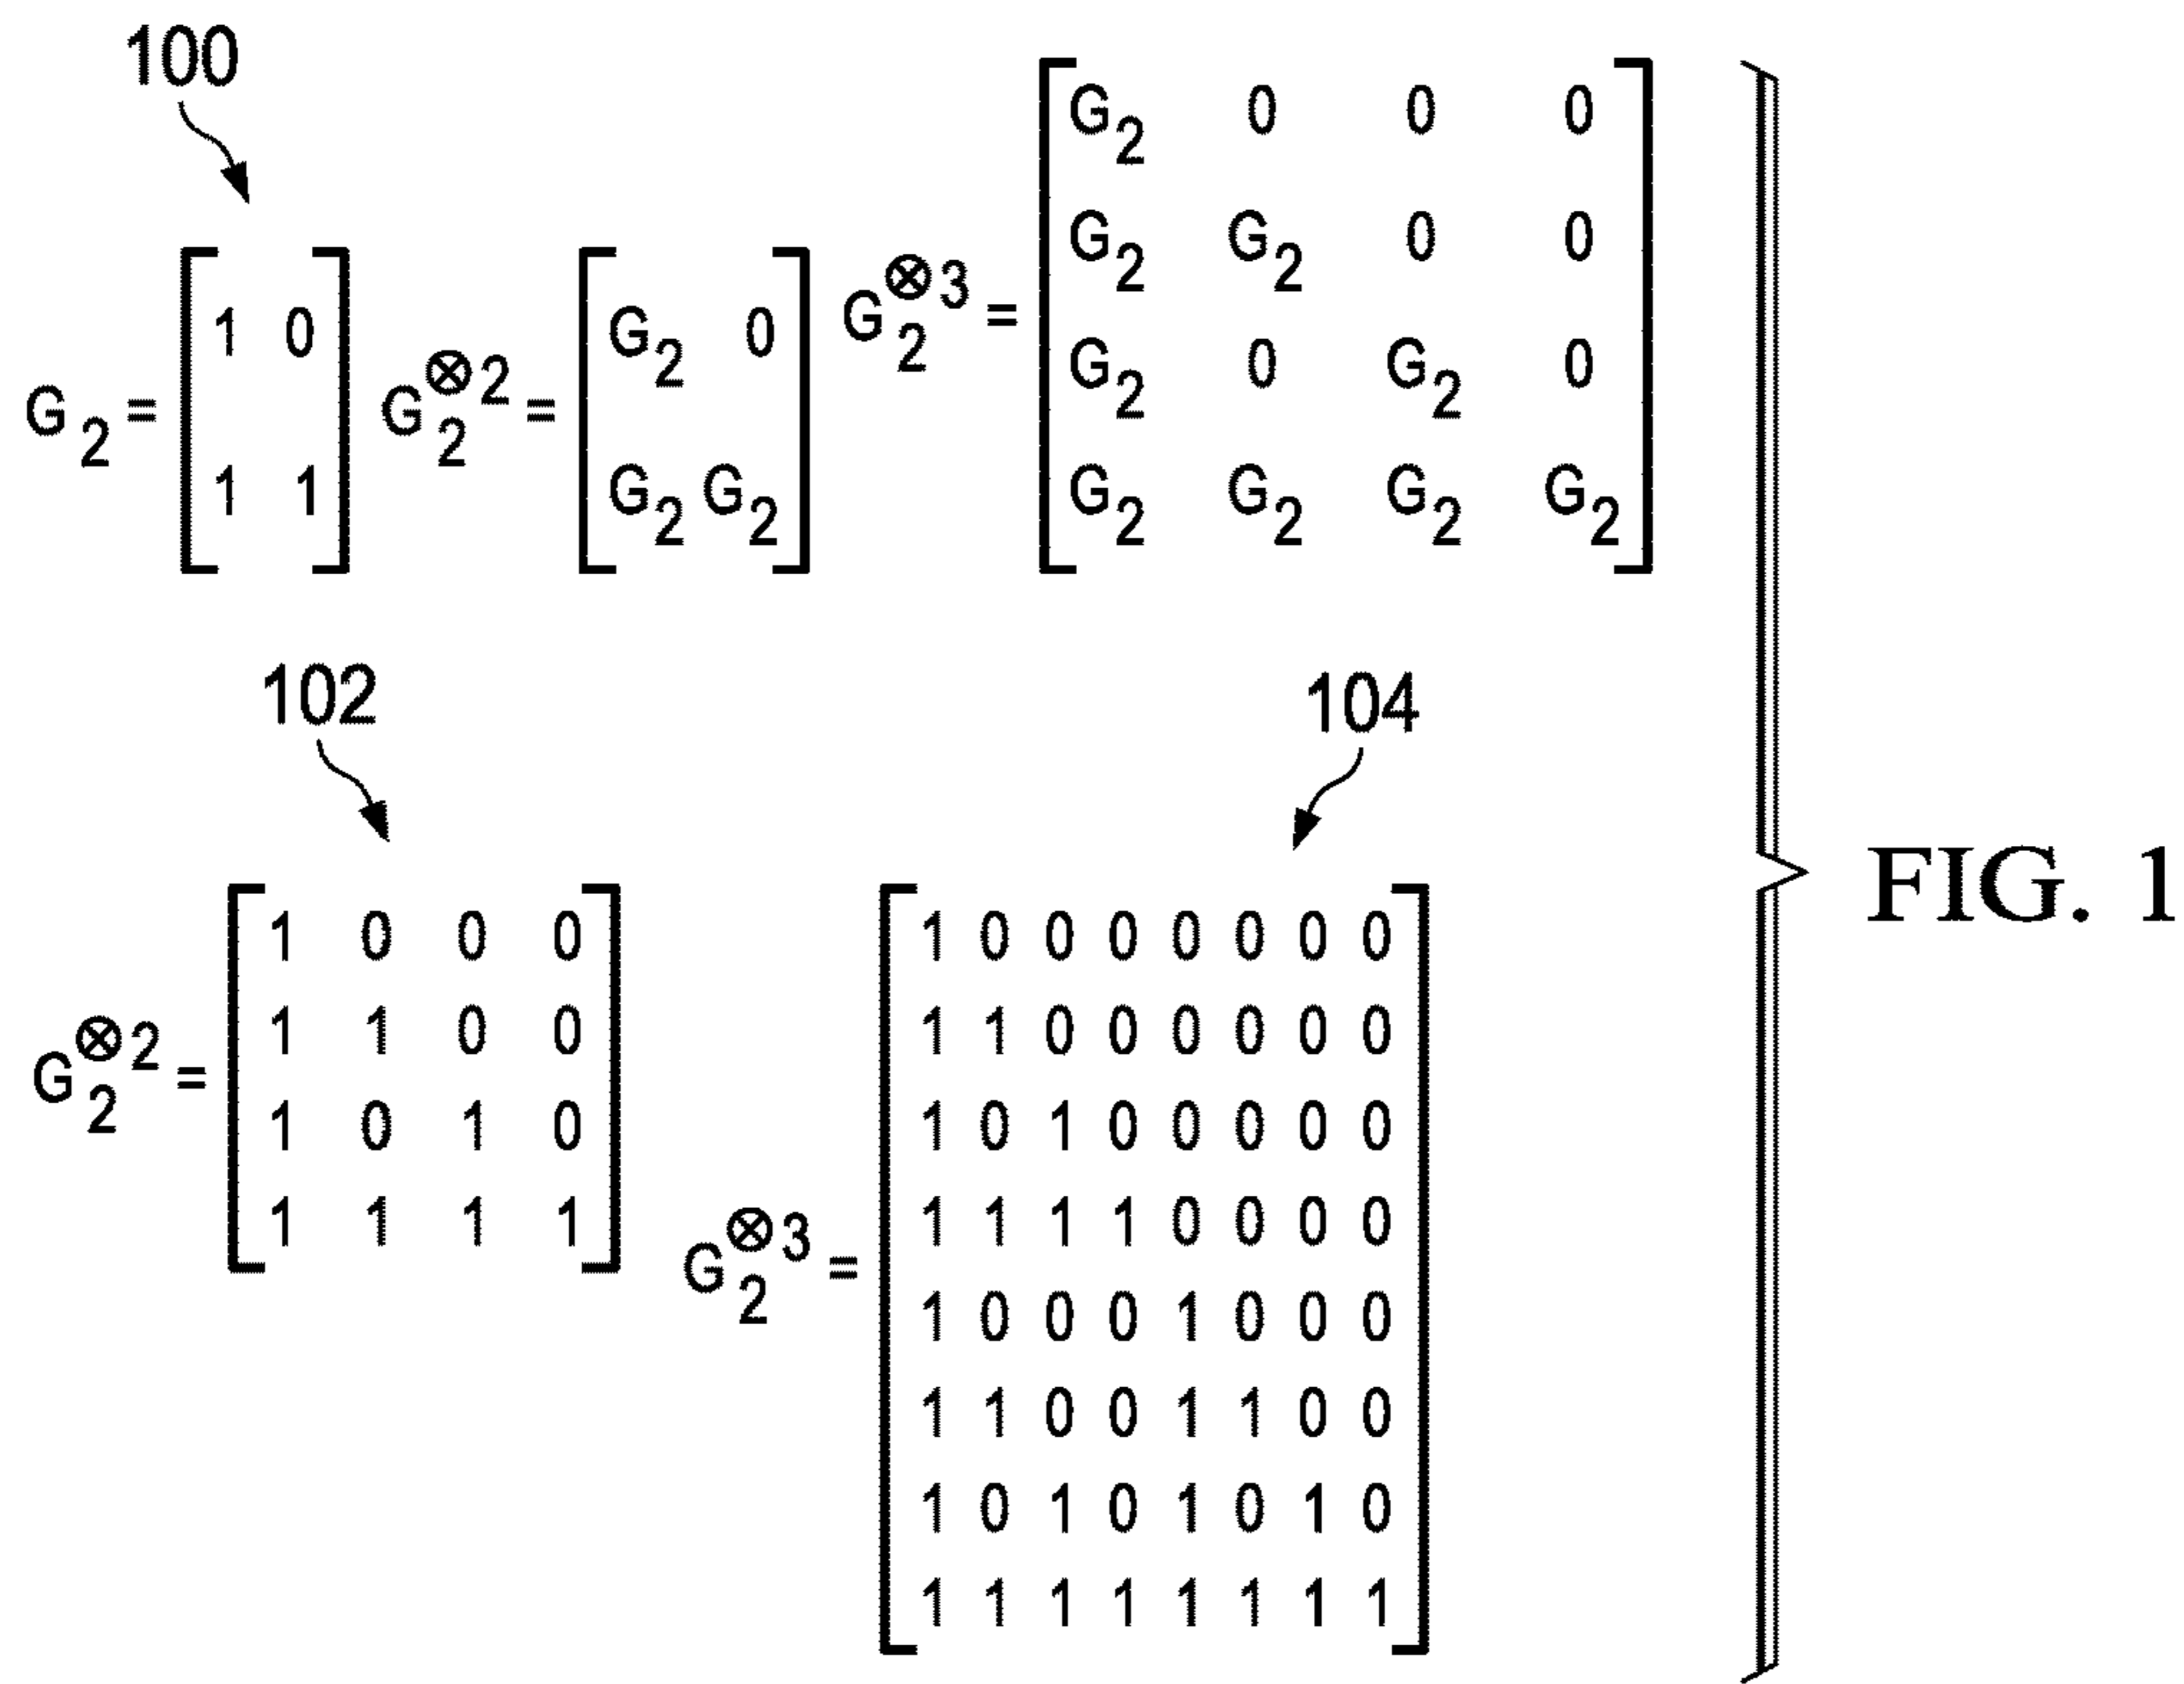 100
G₂ = [ 1 0
1 1 ]
G₂⊗2 = [ G₂ 0
G₂ G₂ ]
G₂⊗3 = [ G₂ 0 0 0
G₂ G₂ 0 0
G₂ 0 G₂ 0
G₂ G₂ G₂ G₂ ]
102
G₂⊗2 = [ 1 0 0 0
1 1 0 0
1 0 1 0
1 1 1 1 ]
104
G₂⊗3 = [ 1 0 0 0 0 0 0 0
1 1 0 0 0 0 0 0
1 0 1 0 0 0 0 0
1 1 1 1 0 0 0 0
1 0 0 0 1 0 0 0
1 1 0 0 1 1 0 0
1 0 1 0 1 0 1 0
1 1 1 1 1 1 1 1 ]
FIG. 1